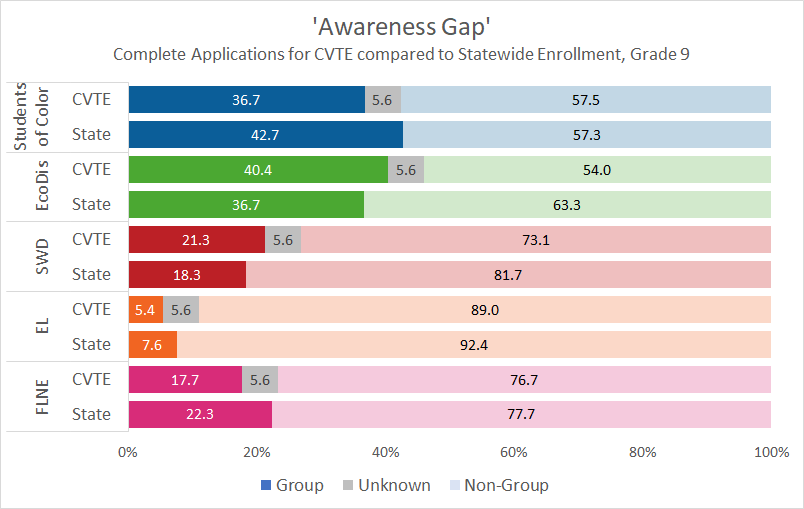 'Awareness Gap'
Complete Applications for CVTE compared to Statewide Enrollment, Grade 9
Students
of Color
CVTE 36.7 5.6 57.5
State 42.7 57.3
EcoDis
CVTE 40.4 5.6 54.0
State 36.7 63.3
SWD
CVTE 21.3 5.6 73.1
State 18.3 81.7
EL
CVTE 5.4 5.6 89.0
State 7.6 92.4
FLNE
CVTE 17.7 5.6 76.7
State 22.3 77.7
0% 20% 40% 60% 80% 100%
Group Unknown Non-Group